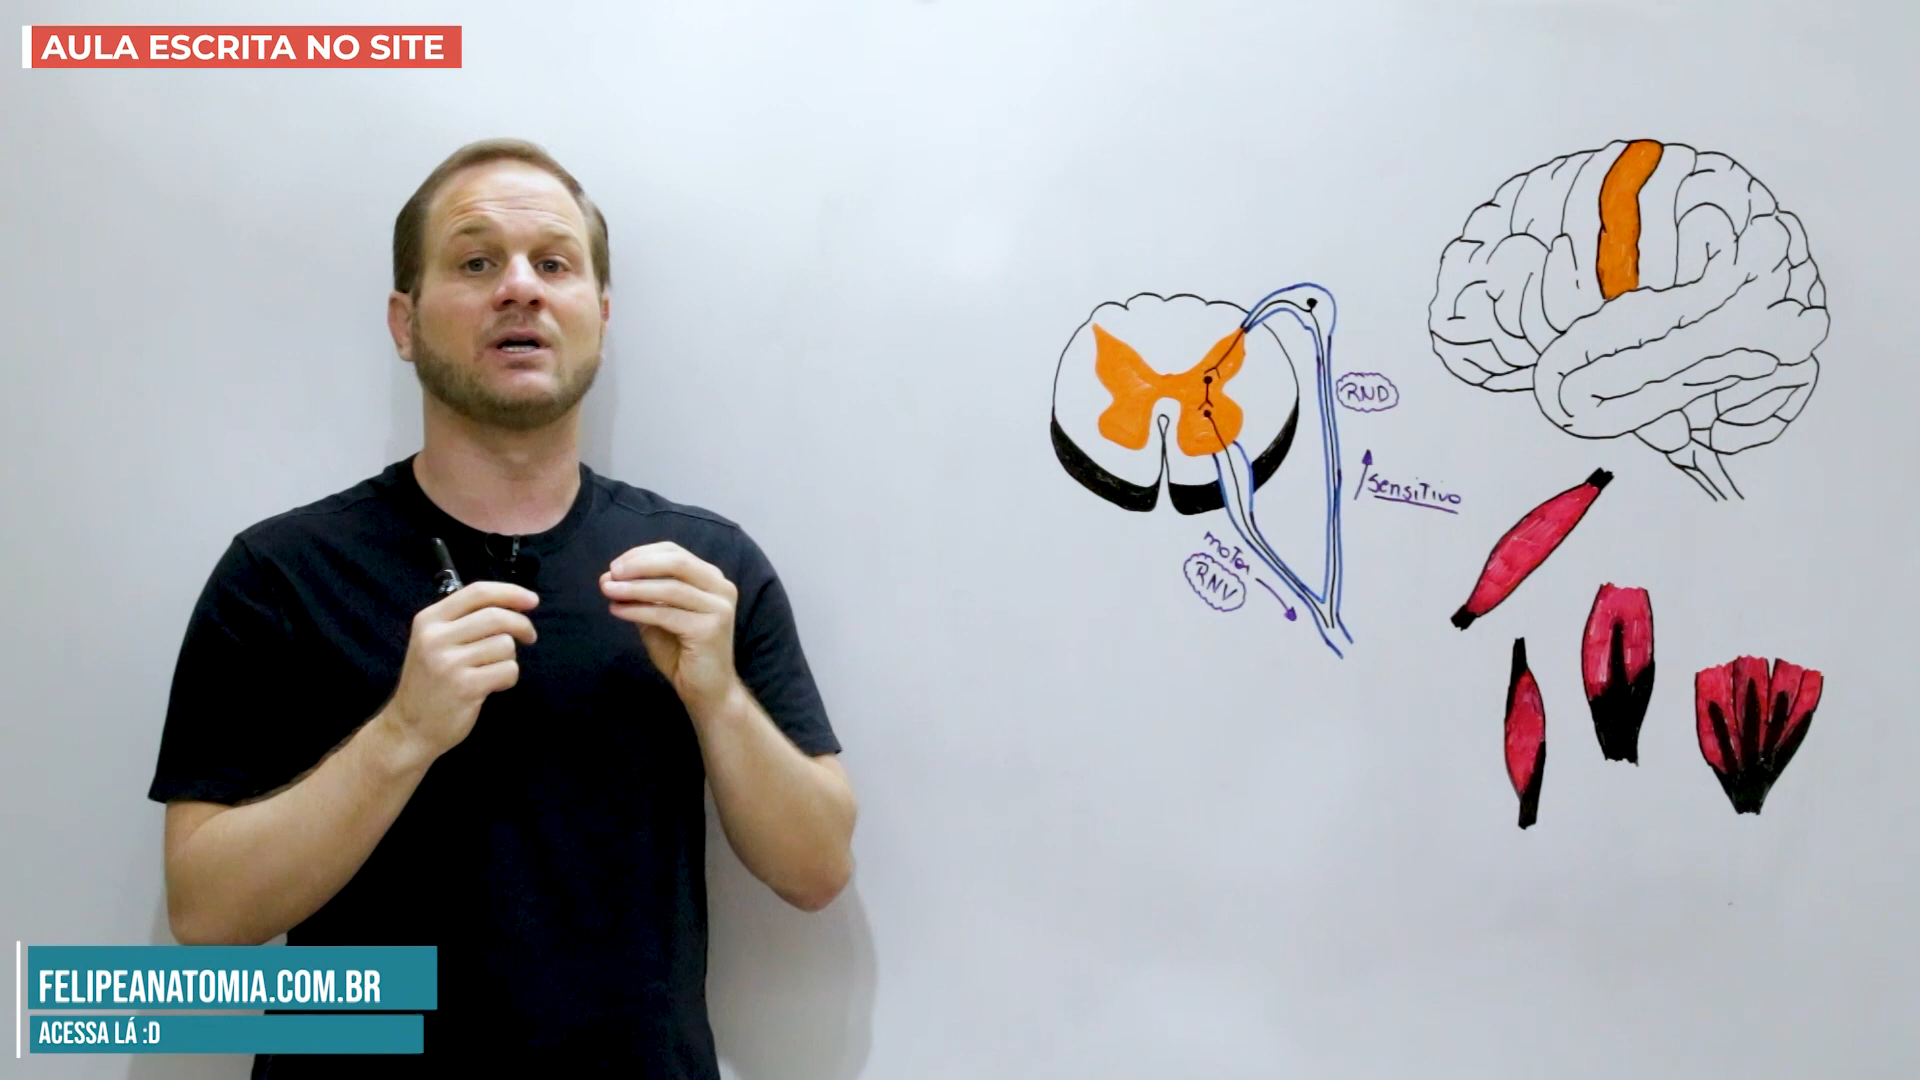 AULA ESCRITA NO SITE
RND
sensitivo
motor
RNV
FELIPEANATOMIA.COM.BR
ACESSA LÁ :D